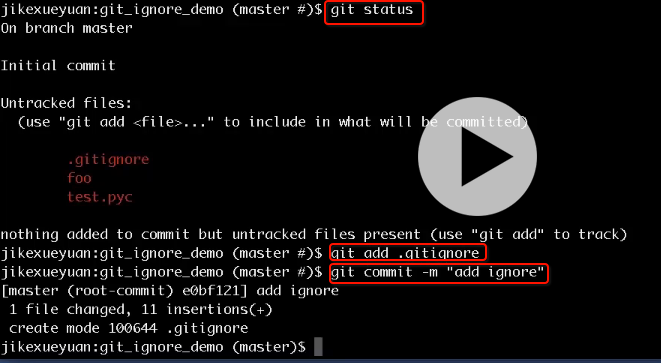 jikexueyuan:git_ignore_demo (master #)$ git status
On branch master
Initial commit
Untracked files:
(use "git add <file>..." to include in what will be committed)
.gitignore
foo
test.pyc
nothing added to commit but untracked files present (use "git add" to track)
jikexueyuan:git_ignore_demo (master #)$ git add .gitignore
jikexueyuan:git_ignore_demo (master #)$ git commit -m "add ignore"
[master (root-commit) e0bf121] add ignore
1 file changed, 11 insertions(+)
create mode 100644 .gitignore
jikexueyuan:git_ignore_demo (master)$